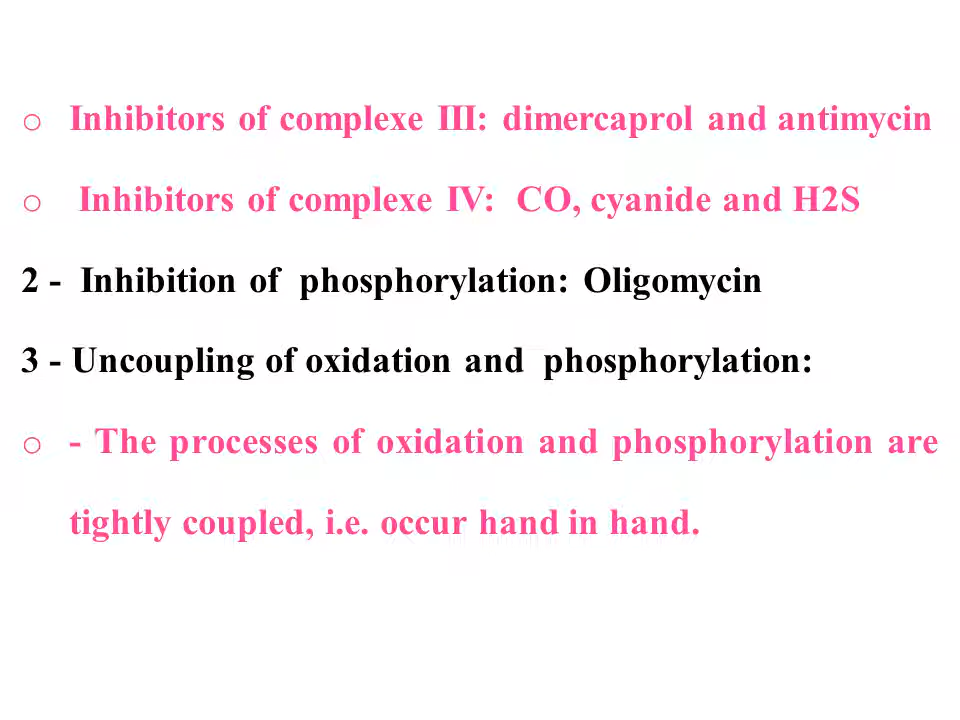 o Inhibitors of complexe III: dimercaprol and antimycin
o Inhibitors of complexe IV: CO, cyanide and H2S
2 - Inhibition of phosphorylation: Oligomycin
3 - Uncoupling of oxidation and phosphorylation:
o - The processes of oxidation and phosphorylation are
tightly coupled, i.e. occur hand in hand.